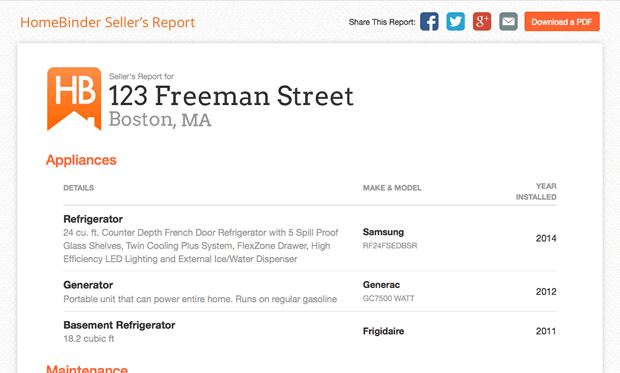 HomeBinder Seller's Report
Share This Report:
Download a PDF
HB
Seller's Report for
123 Freeman Street
Boston, MA
Appliances
DETAILS MAKE & MODEL YEAR INSTALLED
Refrigerator
24 cu. ft. Counter Depth French Door Refrigerator with 5 Spill Proof
Glass Shelves, Twin Cooling Plus System, FlexZone Drawer, High
Efficiency LED Lighting and External Ice/Water Dispenser
Samsung
RF24FSEDBSR
2014
Generator
Portable unit that can power entire home. Runs on regular gasoline
Generac
GC7500 WATT
2012
Basement Refrigerator
18.2 cubic ft
Frigidaire
2011
Maintenance